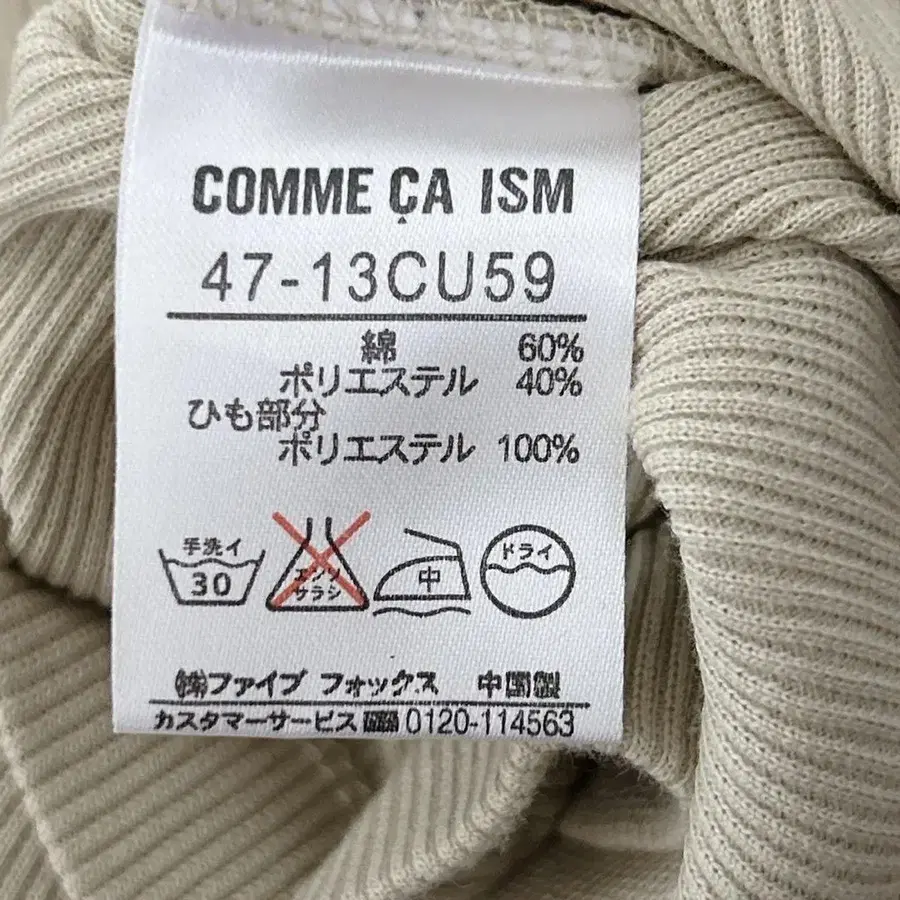 COMME ÇA ISM
47-13CU59
綿 60%
ポリエステル 40%
ひも部分
ポリエステル 100%
手洗イ
30
エンソ
サラシ
中
ドライ
㈱ファイブ フォックス 中国製
カスタマーサービス 0120-114563